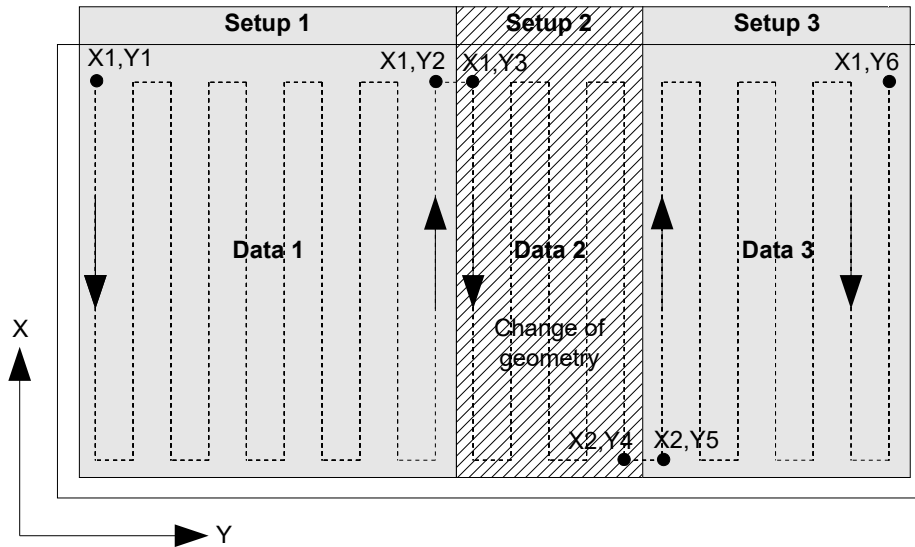 Setup 1
Setup 2
Setup 3
X1,Y1
X1,Y2
X1,Y3
X1,Y6
Data 1
Data 2
Data 3
Change of
geometry
X
X2,Y4
X2,Y5
Y